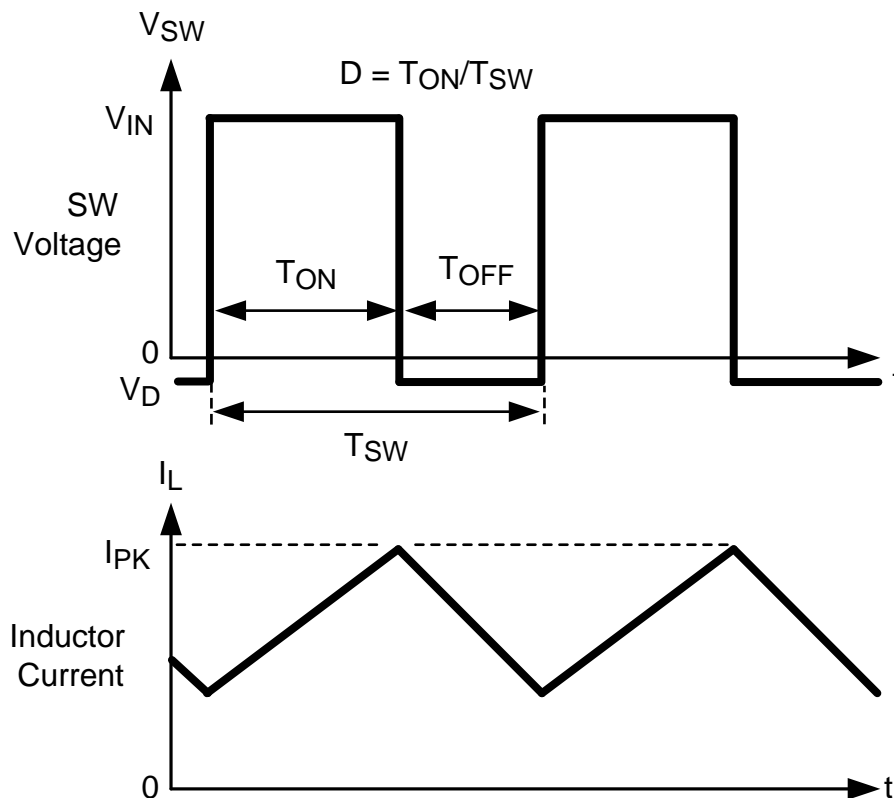 VSW
D = TON/TSW
VIN
SW
Voltage
TON
TOFF
0
VD
TSW
IL
IPK
Inductor
Current
0
t